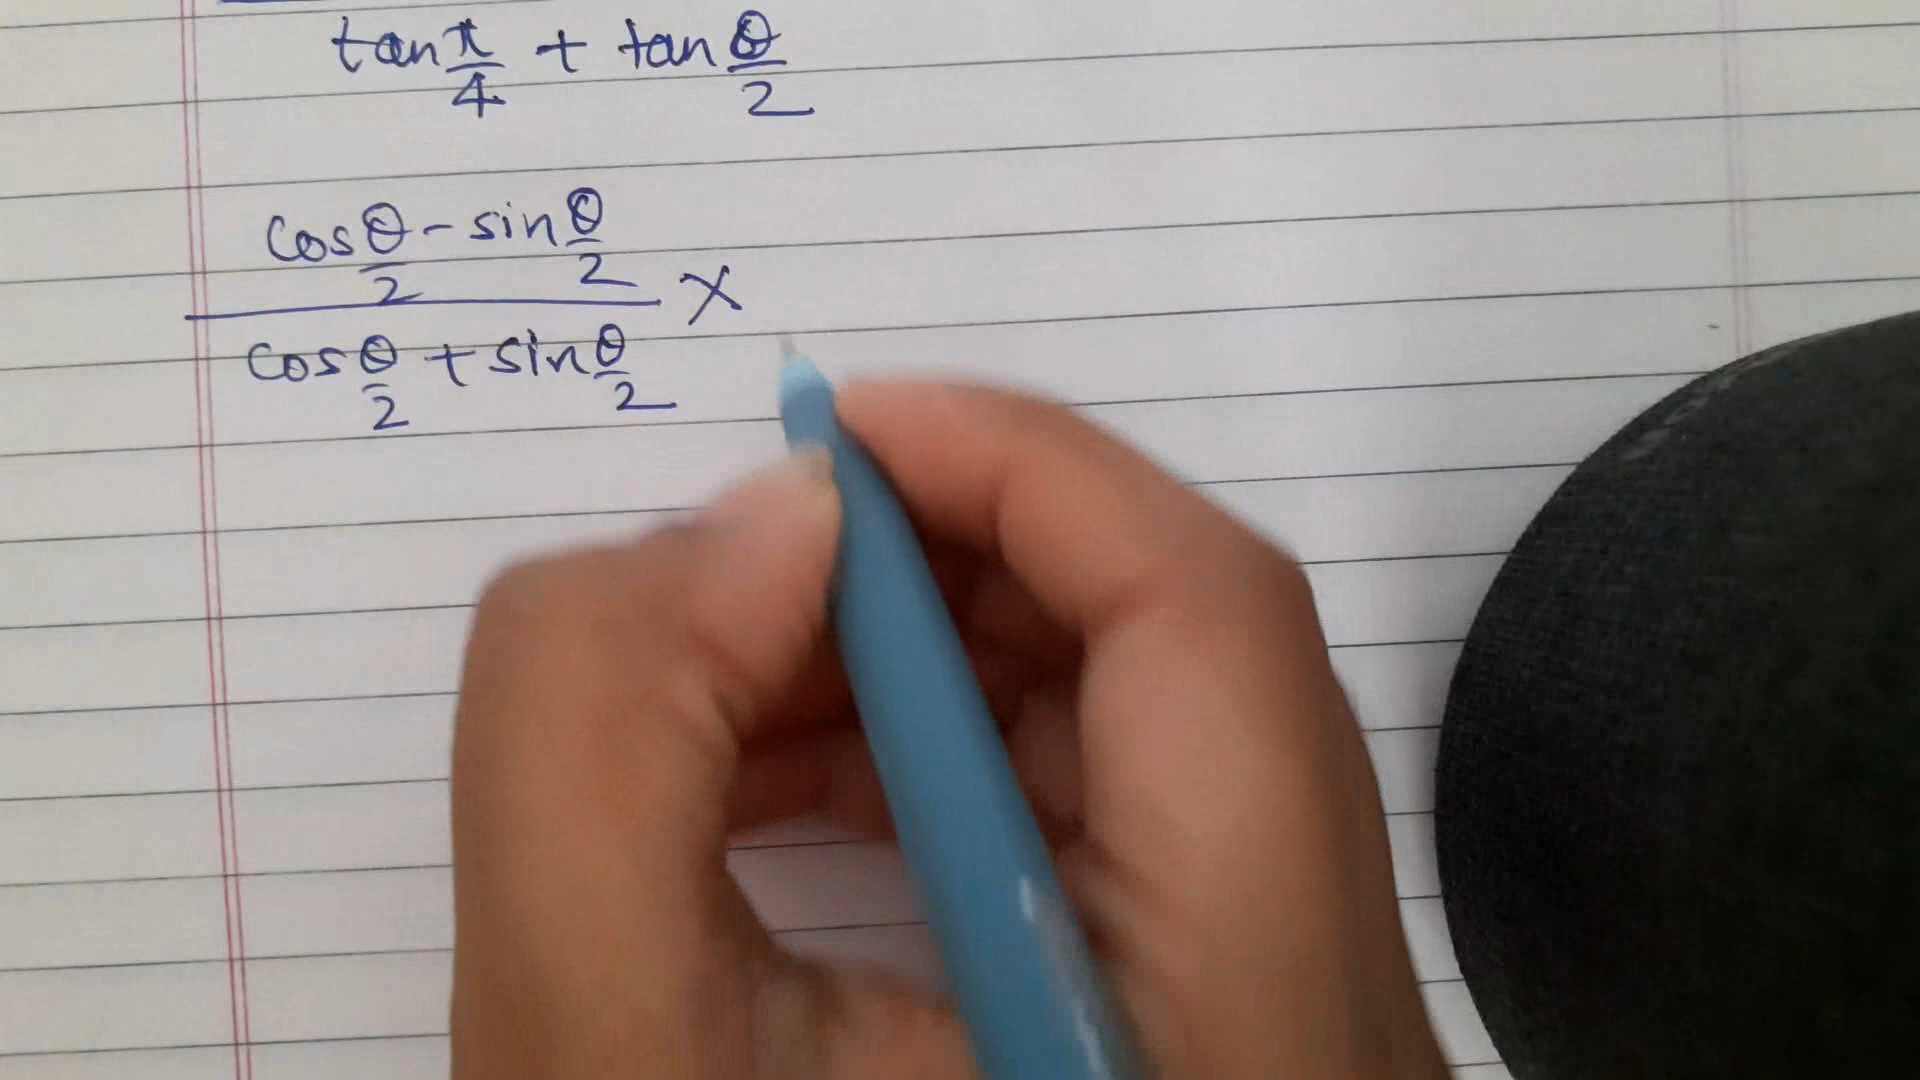 tan π/4 + tan θ/2
cos θ/2 - sin θ/2 ×
cos θ/2 + sin θ/2